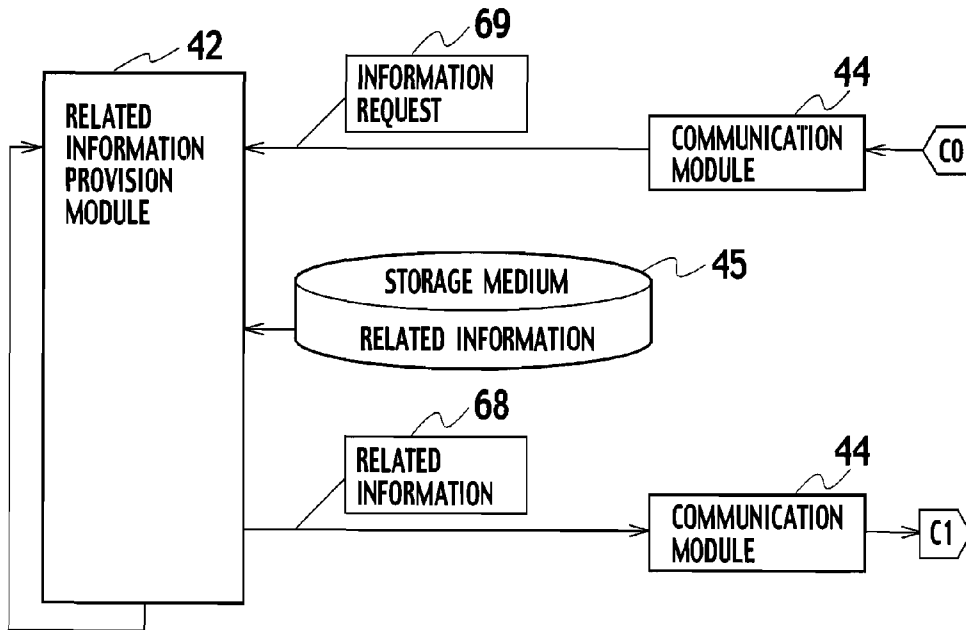 42
RELATED
INFORMATION
PROVISION
MODULE
69
INFORMATION
REQUEST
44
COMMUNICATION
MODULE
C0
45
STORAGE MEDIUM
RELATED INFORMATION
68
RELATED
INFORMATION
44
COMMUNICATION
MODULE
C1